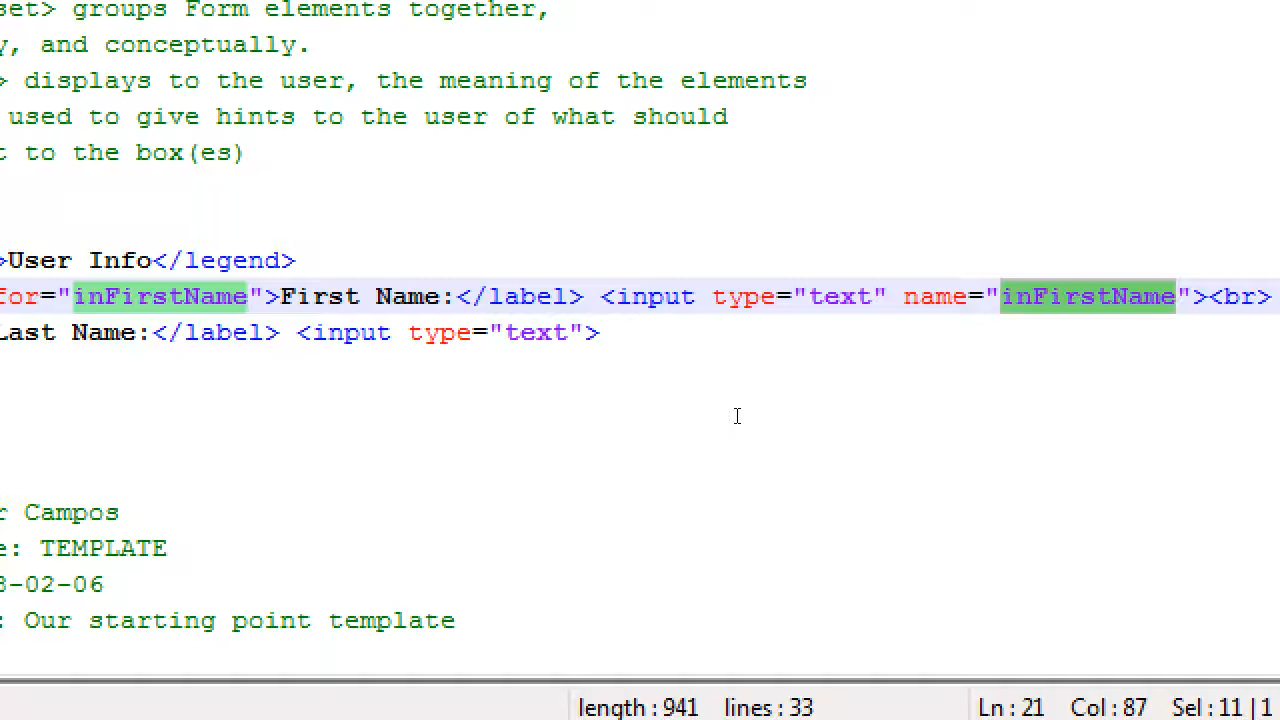 set> groups Form elements together,
y, and conceptually.
> displays to the user, the meaning of the elements
used to give hints to the user of what should
t to the box(es)
>User Info</legend>
for="inFirstName">First Name:</label> <input type="text" name="inFirstName"><br>
Last Name:</label> <input type="text">
r Campos
e: TEMPLATE
3-02-06
: Our starting point template
length : 941 lines : 33 Ln : 21 Col : 87 Sel : 11 | 1